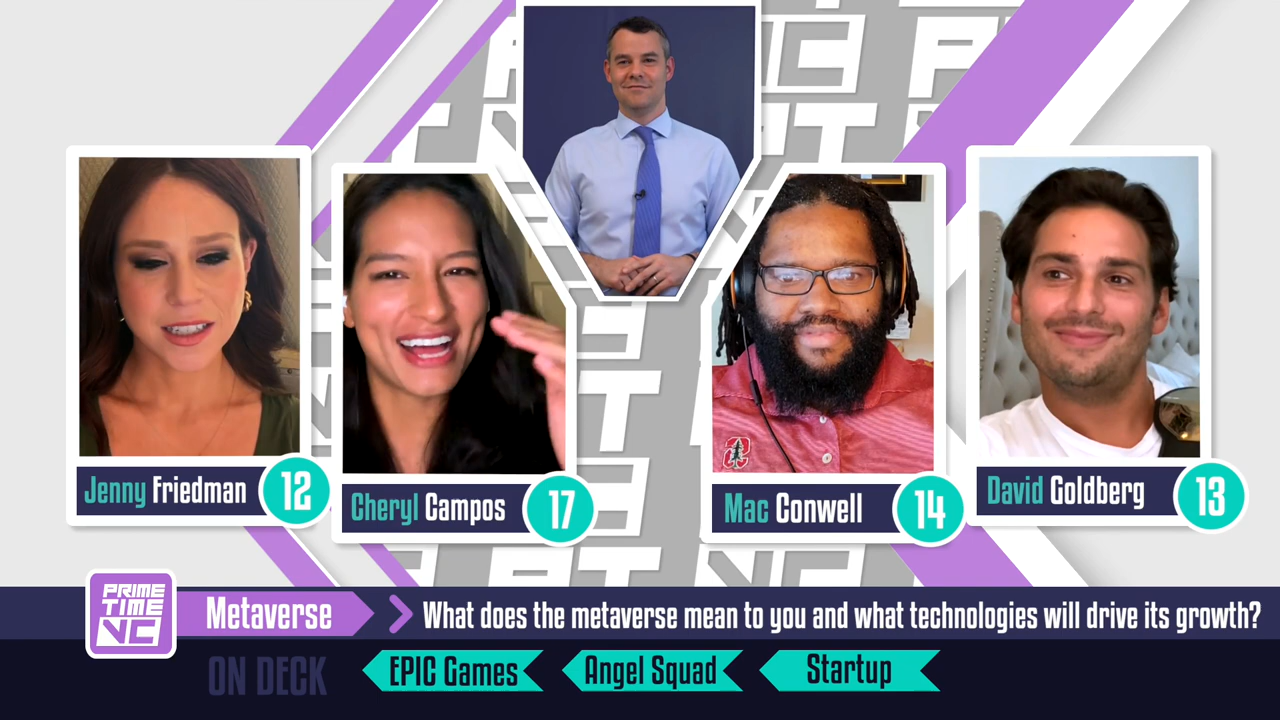 Jenny Friedman 12
Cheryl Campos 17
Mac Conwell 14
David Goldberg 13
PRIME
TIME
VC
Metaverse
What does the metaverse mean to you and what technologies will drive its growth?
ON DECK
EPIC Games
Angel Squad
Startup